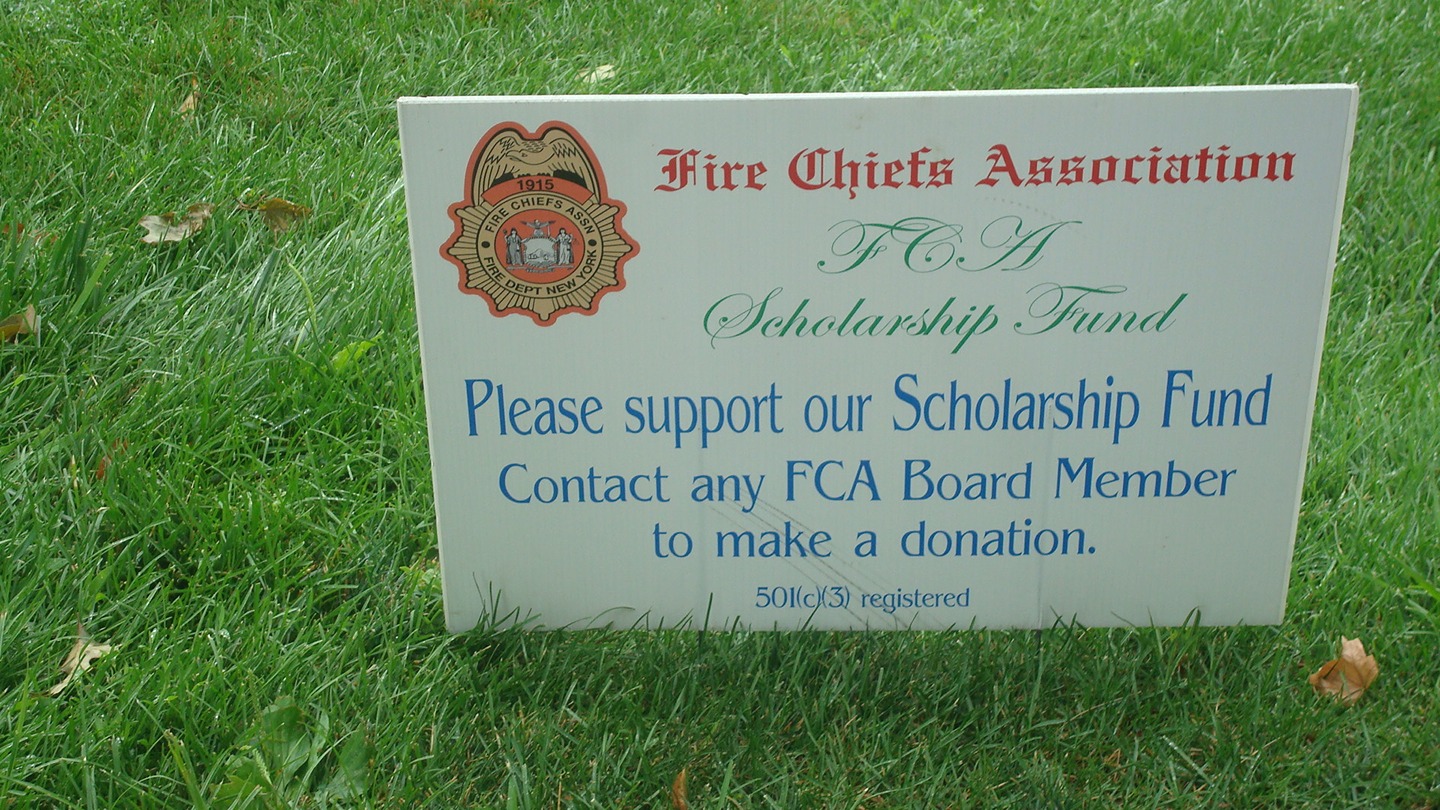 1915
FIRE CHIEFS ASSN
FIRE DEPT NEW YORK
Fire Chiefs Association
FCA
Scholarship Fund
Please support our Scholarship Fund
Contact any FCA Board Member
to make a donation.
501(c)(3) registered